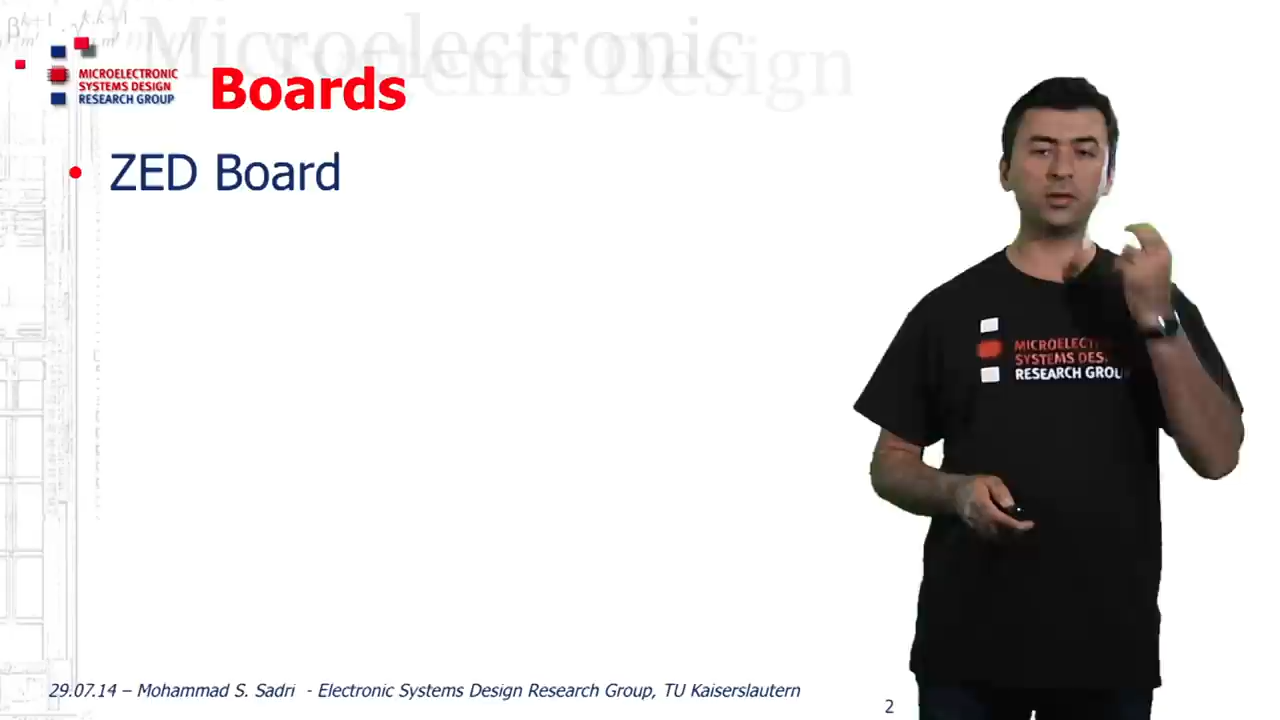 Microelectronic
Systems Design
MICROELECTRONIC
SYSTEMS DESIGN
RESEARCH GROUP
Boards
• ZED Board
SYSTEMS
RESEARCH
29.07.14 – Mohammad S. Sadri - Electronic Systems Design Research Group, TU Kaiserslautern
2